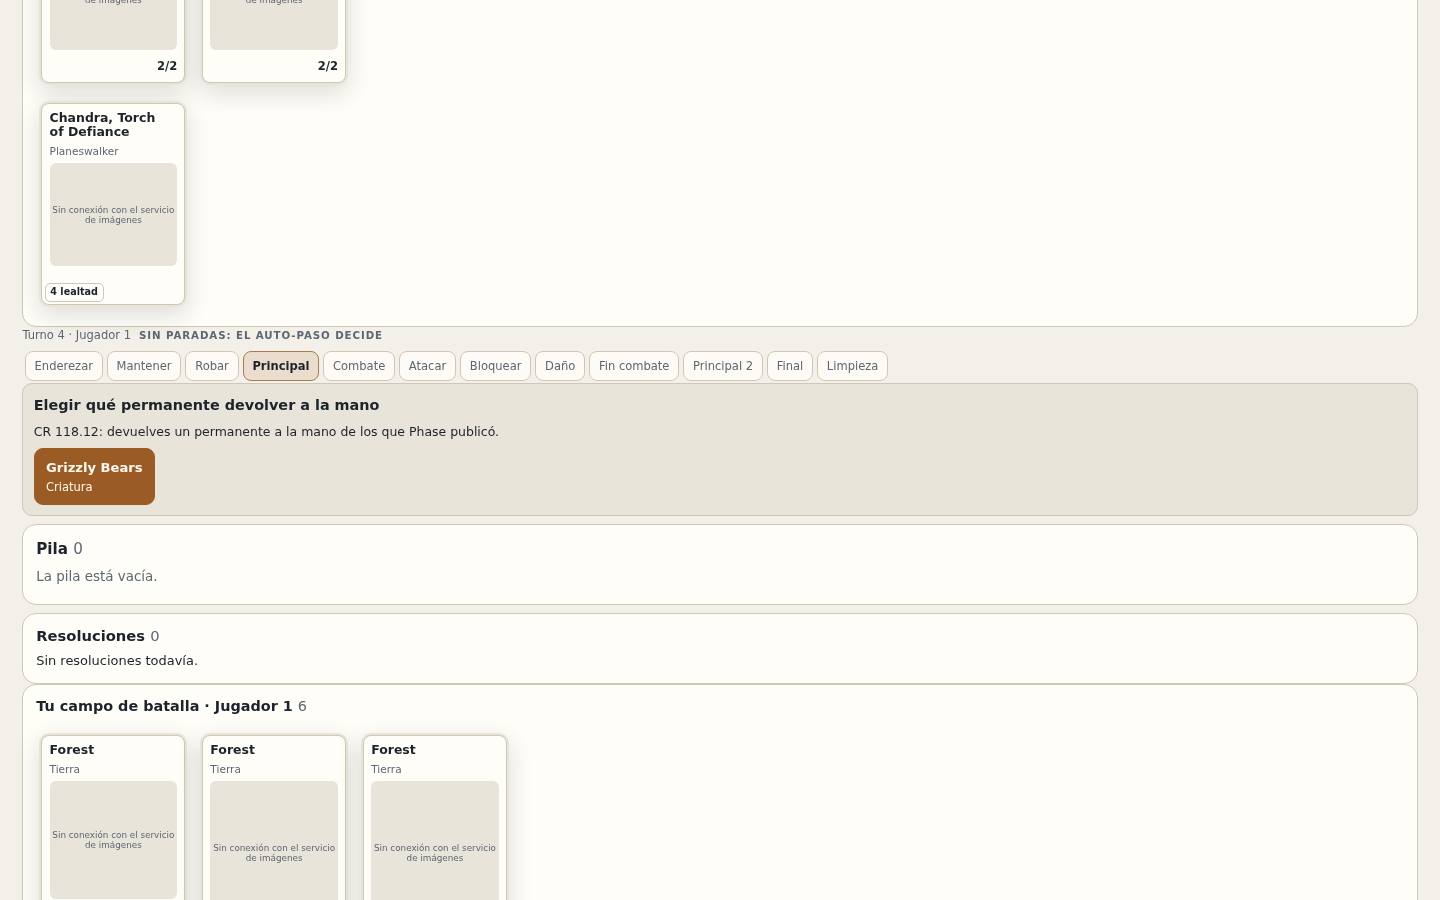 de imágenes
de imágenes
2/2
2/2
Chandra, Torch
of Defiance
Planeswalker
Sin conexión con el servicio
de imágenes
4 lealtad
Turno 4 · Jugador 1 SIN PARADAS: EL AUTO-PASO DECIDE
Enderezar Mantener Robar Principal Combate Atacar Bloquear Daño Fin combate Principal 2 Final Limpieza
Elegir qué permanente devolver a la mano
CR 118.12: devuelves un permanente a la mano de los que Phase publicó.
Grizzly Bears
Criatura
Pila 0
La pila está vacía.
Resoluciones 0
Sin resoluciones todavía.
Tu campo de batalla · Jugador 1 6
Forest Forest Forest
Tierra Tierra Tierra
Sin conexión con el servicio
de imágenes
Sin conexión con el servicio
de imágenes
Sin conexión con el servicio
de imágenes